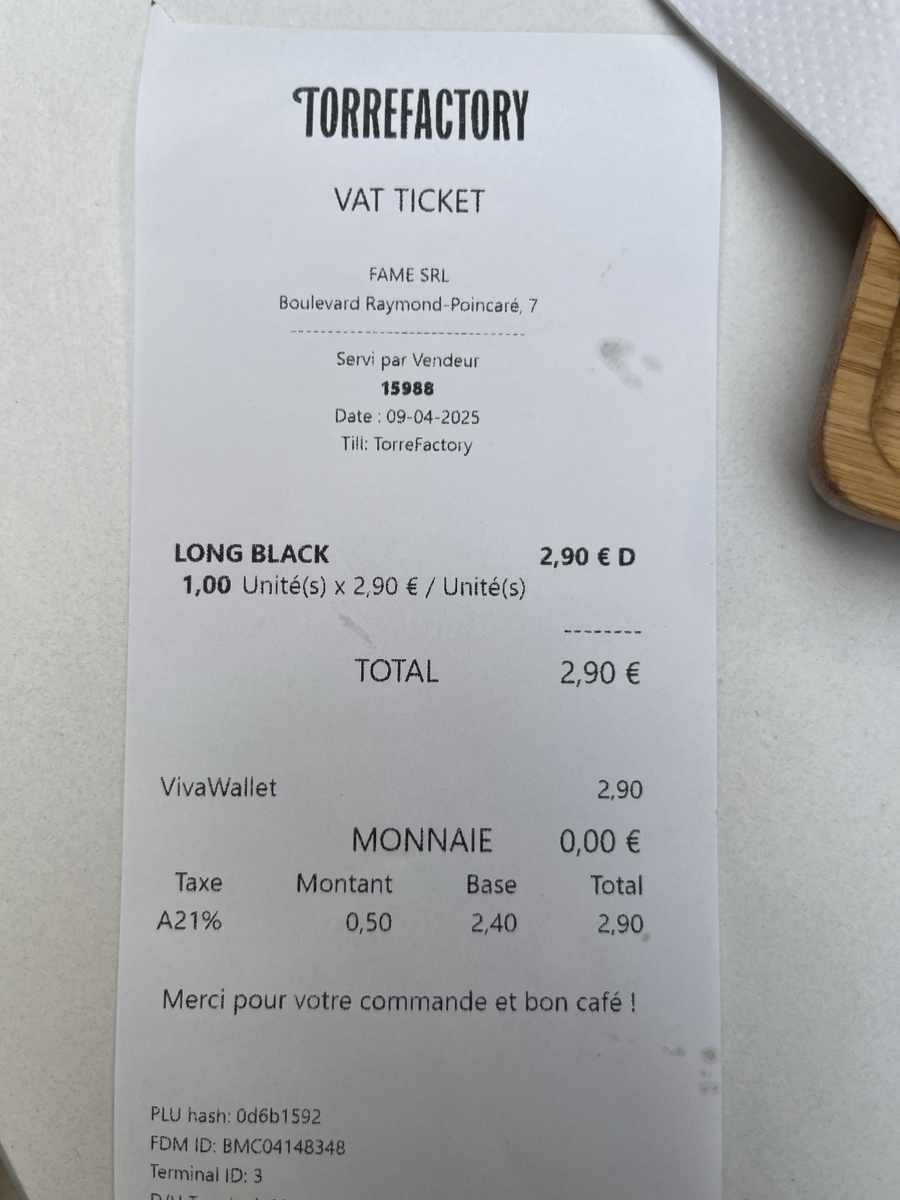 TORREFACTORY
VAT TICKET
FAME SRL
Boulevard Raymond-Poincaré, 7
--------------------------------
Servi par Vendeur
15988
Date : 09-04-2025
Till: TorreFactory
LONG BLACK 2,90 € D
1,00 Unité(s) x 2,90 € / Unité(s)
--------
TOTAL 2,90 €
VivaWallet 2,90
MONNAIE 0,00 €
Taxe Montant Base Total
A21% 0,50 2,40 2,90
Merci pour votre commande et bon café !
PLU hash: 0d6b1592
FDM ID: BMC04148348
Terminal ID: 3